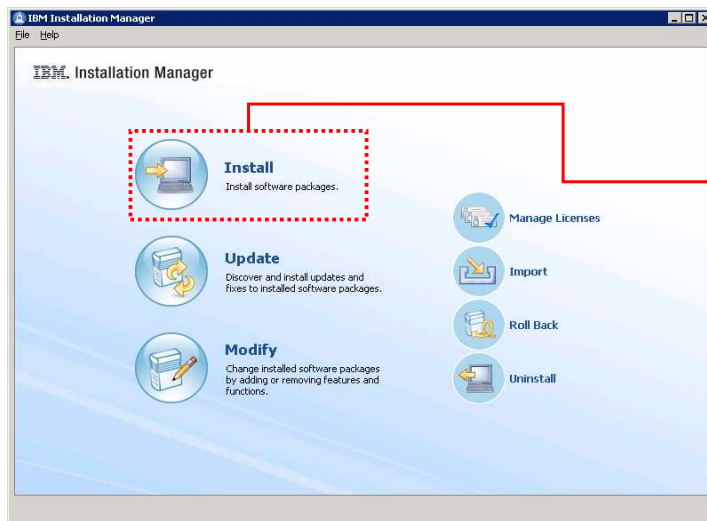 IBM Installation Manager
File Help
IBM. Installation Manager
Install
Install software packages.
Update
Discover and install updates and
fixes to installed software packages.
Modify
Change installed software packages
by adding or removing features and
functions.
Manage Licenses
Import
Roll Back
Uninstall